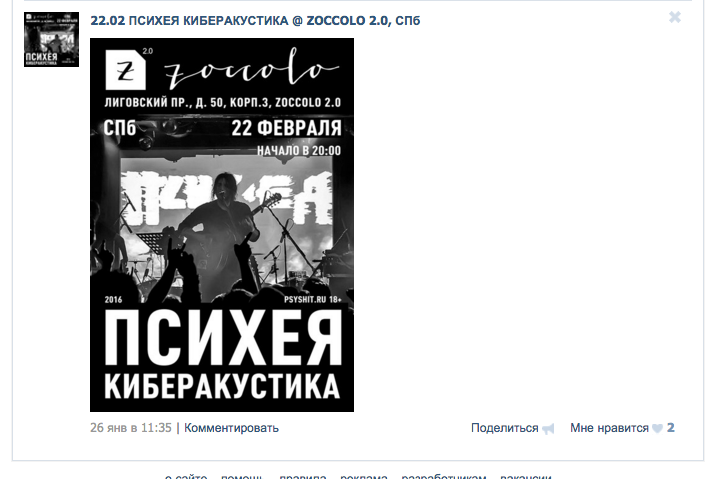 22.02 ПСИХЕЯ КИБЕРАКУСТИКА @ ZOCCOLO 2.0, СПб
Z 2.0 zoccolo
ЛИГОВСКИЙ ПР., Д. 50, КОРП.3, ZOCCOLO 2.0
СПб 22 ФЕВРАЛЯ
НАЧАЛО В 20:00
2016 PSYSHIT.RU 18+
ПСИХЕЯ
КИБЕРАКУСТИКА
26 янв в 11:35 | Комментировать Поделиться Мне нравится 2
о сайте помощь правила реклама разработчикам вакансии